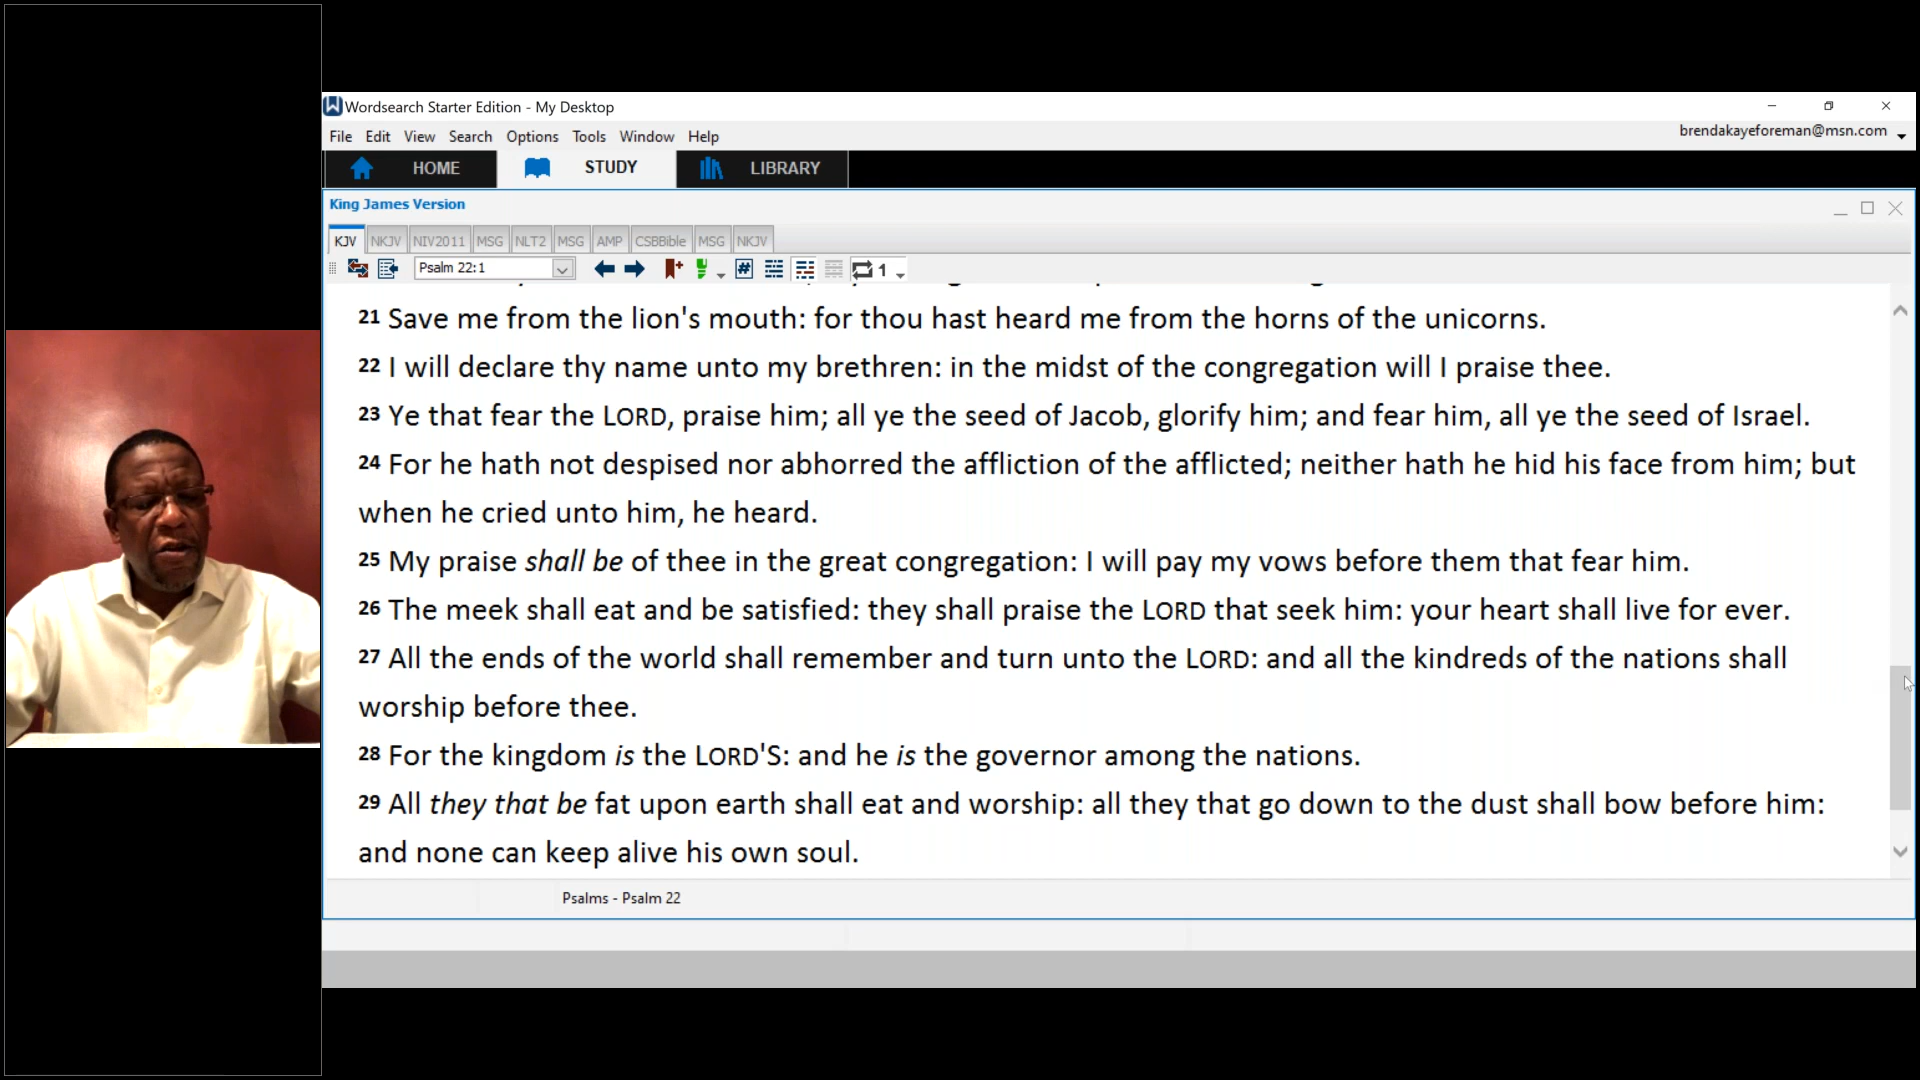 Wordsearch Starter Edition - My Desktop
File Edit View Search Options Tools Window Help
brendakayeforeman@msn.com
HOME STUDY LIBRARY
King James Version
KJV NKJV NIV2011 MSG NLT2 MSG AMP CSBBible MSG NKJV
Psalm 22:1
# 1
21 Save me from the lion's mouth: for thou hast heard me from the horns of the unicorns.
22 I will declare thy name unto my brethren: in the midst of the congregation will I praise thee.
23 Ye that fear the LORD, praise him; all ye the seed of Jacob, glorify him; and fear him, all ye the seed of Israel.
24 For he hath not despised nor abhorred the affliction of the afflicted; neither hath he hid his face from him; but
when he cried unto him, he heard.
25 My praise shall be of thee in the great congregation: I will pay my vows before them that fear him.
26 The meek shall eat and be satisfied: they shall praise the LORD that seek him: your heart shall live for ever.
27 All the ends of the world shall remember and turn unto the LORD: and all the kindreds of the nations shall
worship before thee.
28 For the kingdom is the LORD'S: and he is the governor among the nations.
29 All they that be fat upon earth shall eat and worship: all they that go down to the dust shall bow before him:
and none can keep alive his own soul.
Psalms - Psalm 22